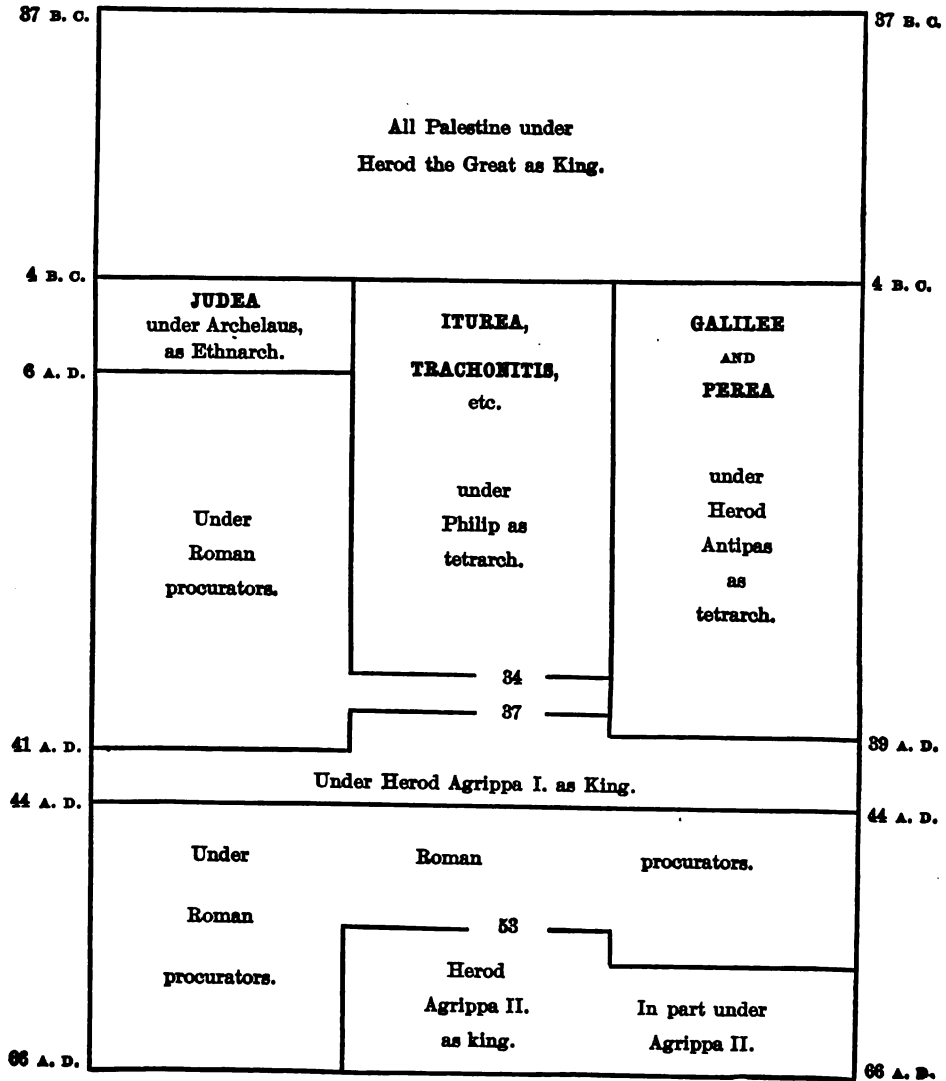 37 B. C.
37 B. C.
All Palestine under
Herod the Great as King.
4 B. C.
4 B. C.
JUDEA
under Archelaus,
as Ethnarch.
6 A. D.
Under
Roman
procurators.
ITUREA,
TRACHONITIS,
etc.
under
Philip as
tetrarch.
GALILEE
AND
PEREA
under
Herod
Antipas
as
tetrarch.
34
37
41 A. D.
39 A. D.
Under Herod Agrippa I. as King.
44 A. D.
44 A. D.
Under Roman procurators.
Roman
procurators.
53
Herod
Agrippa II.
as king.
In part under
Agrippa II.
66 A. D.
66 A. D.